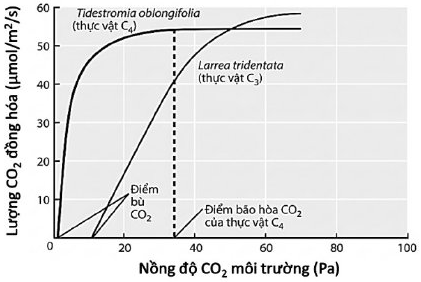 Lượng CO₂ đồng hóa (µmol/m²/s)
60
50
40
30
20
10
Tidestromia oblongifolia
(thực vật C₄)
Larrea tridentata
(thực vật C₃)
Điểm
bù
CO₂
Điểm bão hòa CO₂
của thực vật C₄
0
20
40
60
80
100
Nồng độ CO₂ môi trường (Pa)